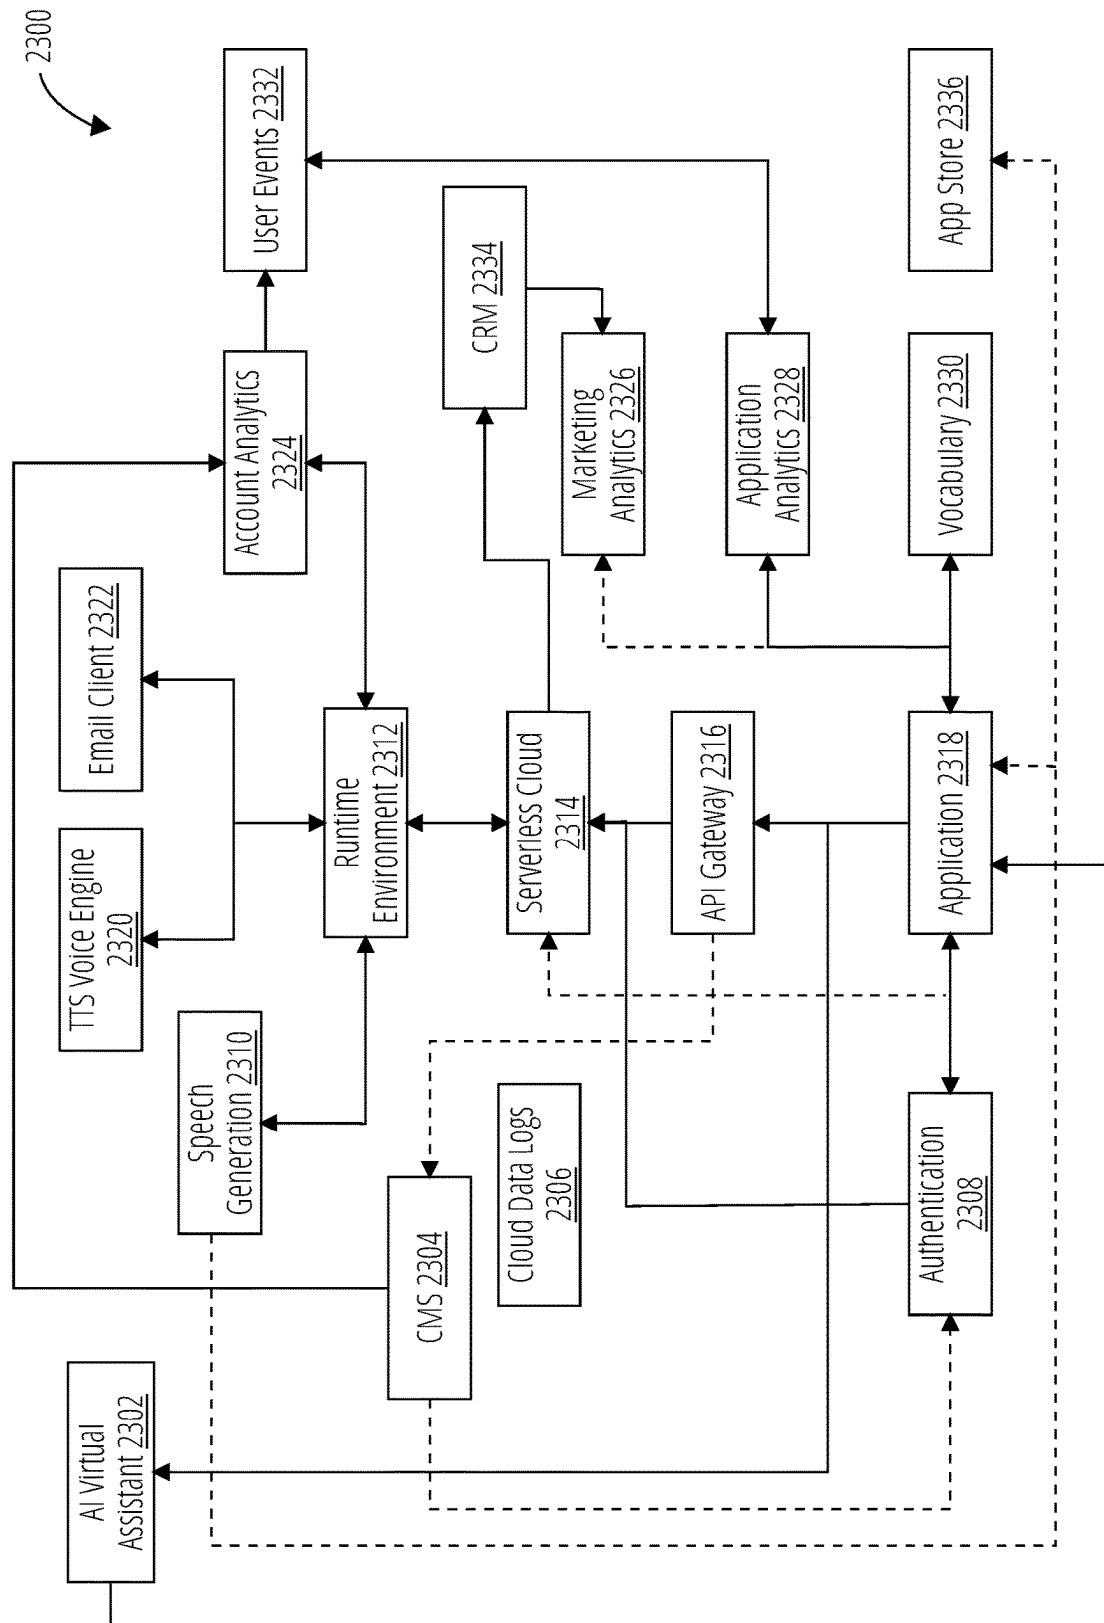 2300
AI Virtual
Assistant 2302
TTS Voice Engine
2320
Email Client 2322
Speech
Generation 2310
Account Analytics
2324
User Events 2332
CMS 2304
Runtime
Environment 2312
CRM 2334
Cloud Data Logs
2306
Serverless Cloud
2314
Marketing
Analytics 2326
API Gateway 2316
Application
Analytics 2328
Authentication
2308
Application 2318
Vocabulary 2330
App Store 2336